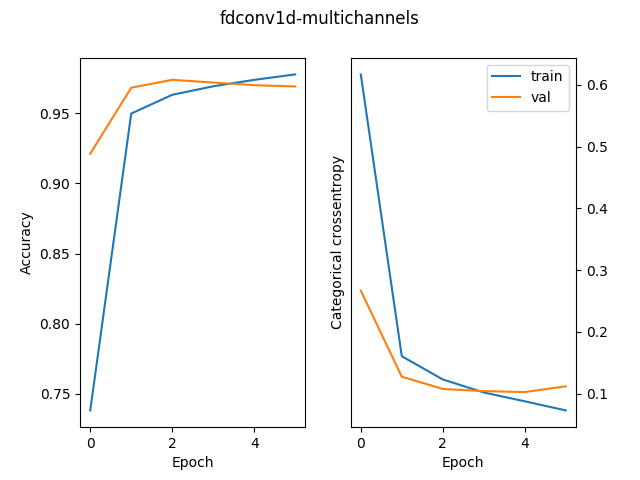 fdconv1d-multichannels
Accuracy
0.95
0.90
0.85
0.80
0.75
0
2
4
Epoch
Categorical crossentropy
train
val
0.6
0.5
0.4
0.3
0.2
0.1
0
2
4
Epoch